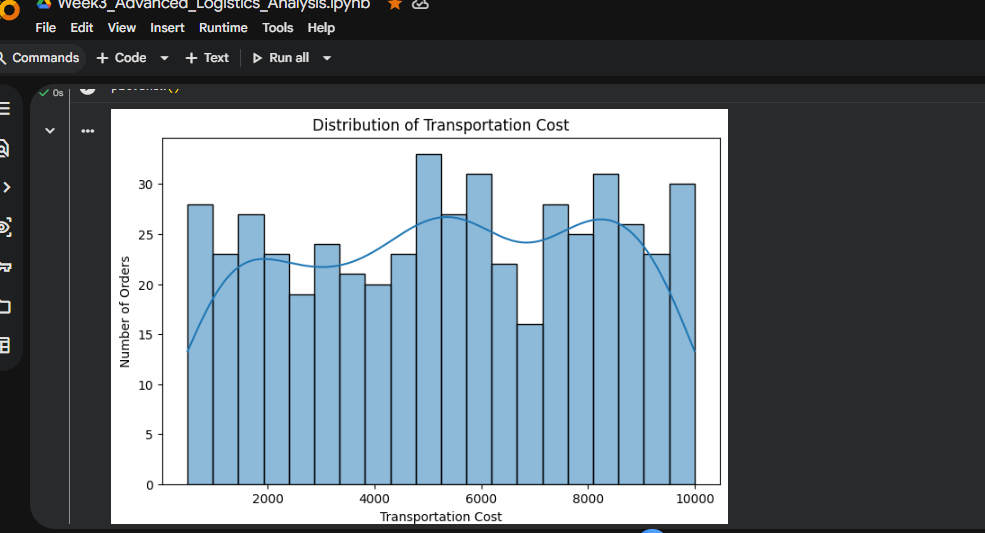 Week3_Advanced_Logistics_Analysis.ipynb
File Edit View Insert Runtime Tools Help
Commands + Code + Text Run all
0s
Distribution of Transportation Cost
30
25
20
15
10
5
0
Number of Orders
2000 4000 6000 8000 10000
Transportation Cost